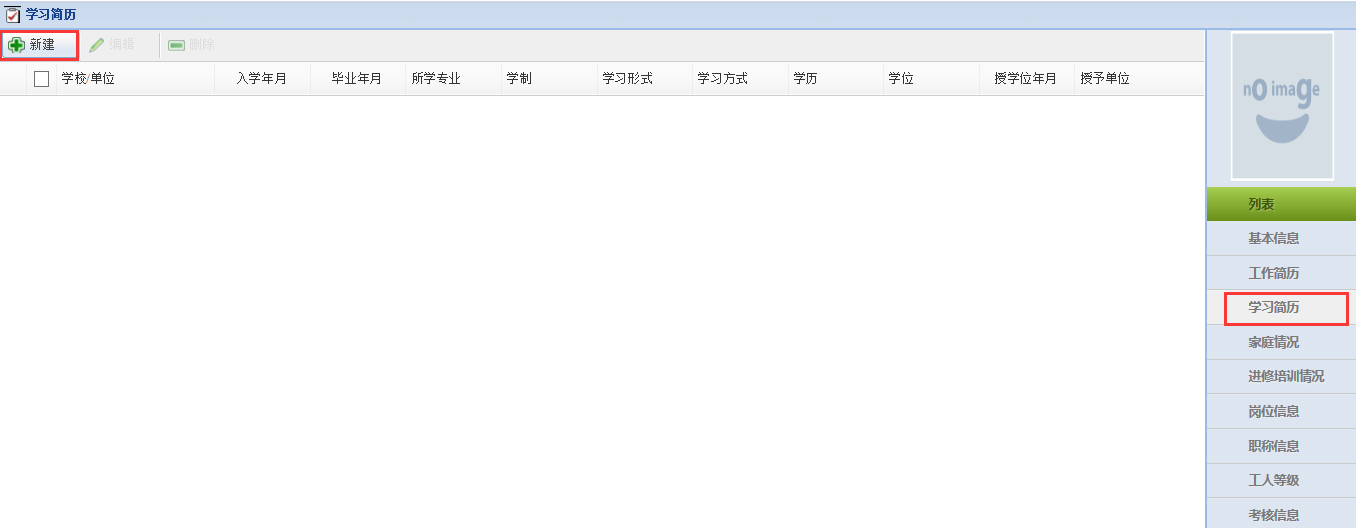 学习简历
新建 编辑 删除
学校/单位 入学年月 毕业年月 所学专业 学制 学习形式 学习方式 学历 学位 授学位年月 授予单位
no image
列表
基本信息
工作简历
学习简历
家庭情况
进修培训情况
岗位信息
职称信息
工人等级
考核信息